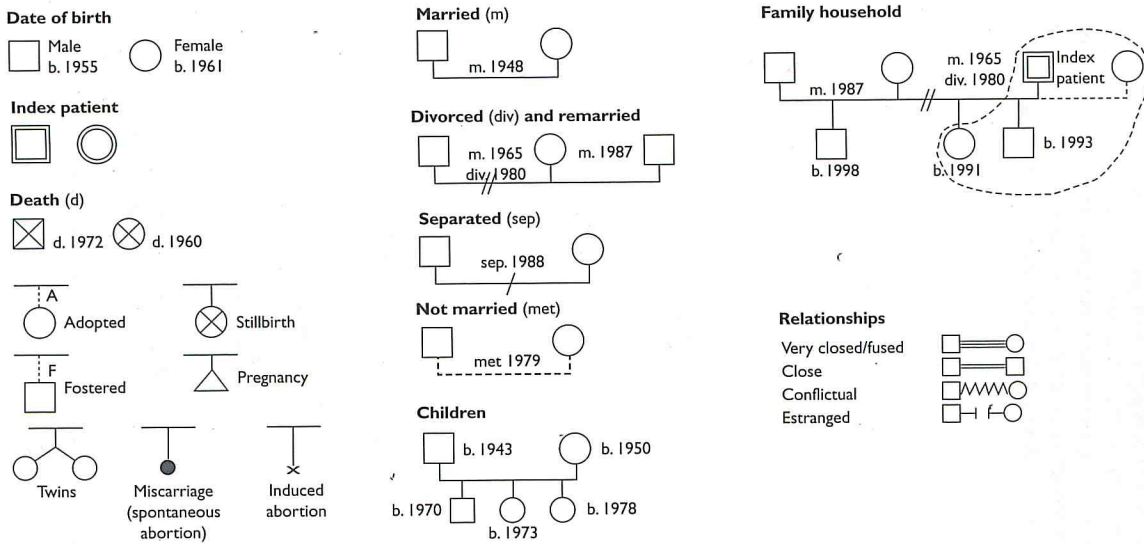 Date of birth
Male
b. 1955
Female
b. 1961
Index patient
Death (d)
d. 1972
d. 1960
A
Adopted
Stillbirth
F
Fostered
Pregnancy
Twins
Miscarriage
(spontaneous
abortion)
Induced
abortion
Married (m)
m. 1948
Divorced (div) and remarried
m. 1965
div. 1980
m. 1987
Separated (sep)
sep. 1988
Not married (met)
met 1979
Children
b. 1943
b. 1950
b. 1970
b. 1973
b. 1978
Family household
m. 1987
m. 1965
div. 1980
Index
patient
b. 1998
b. 1991
b. 1993
Relationships
Very closed/fused
Close
Conflictual
Estranged